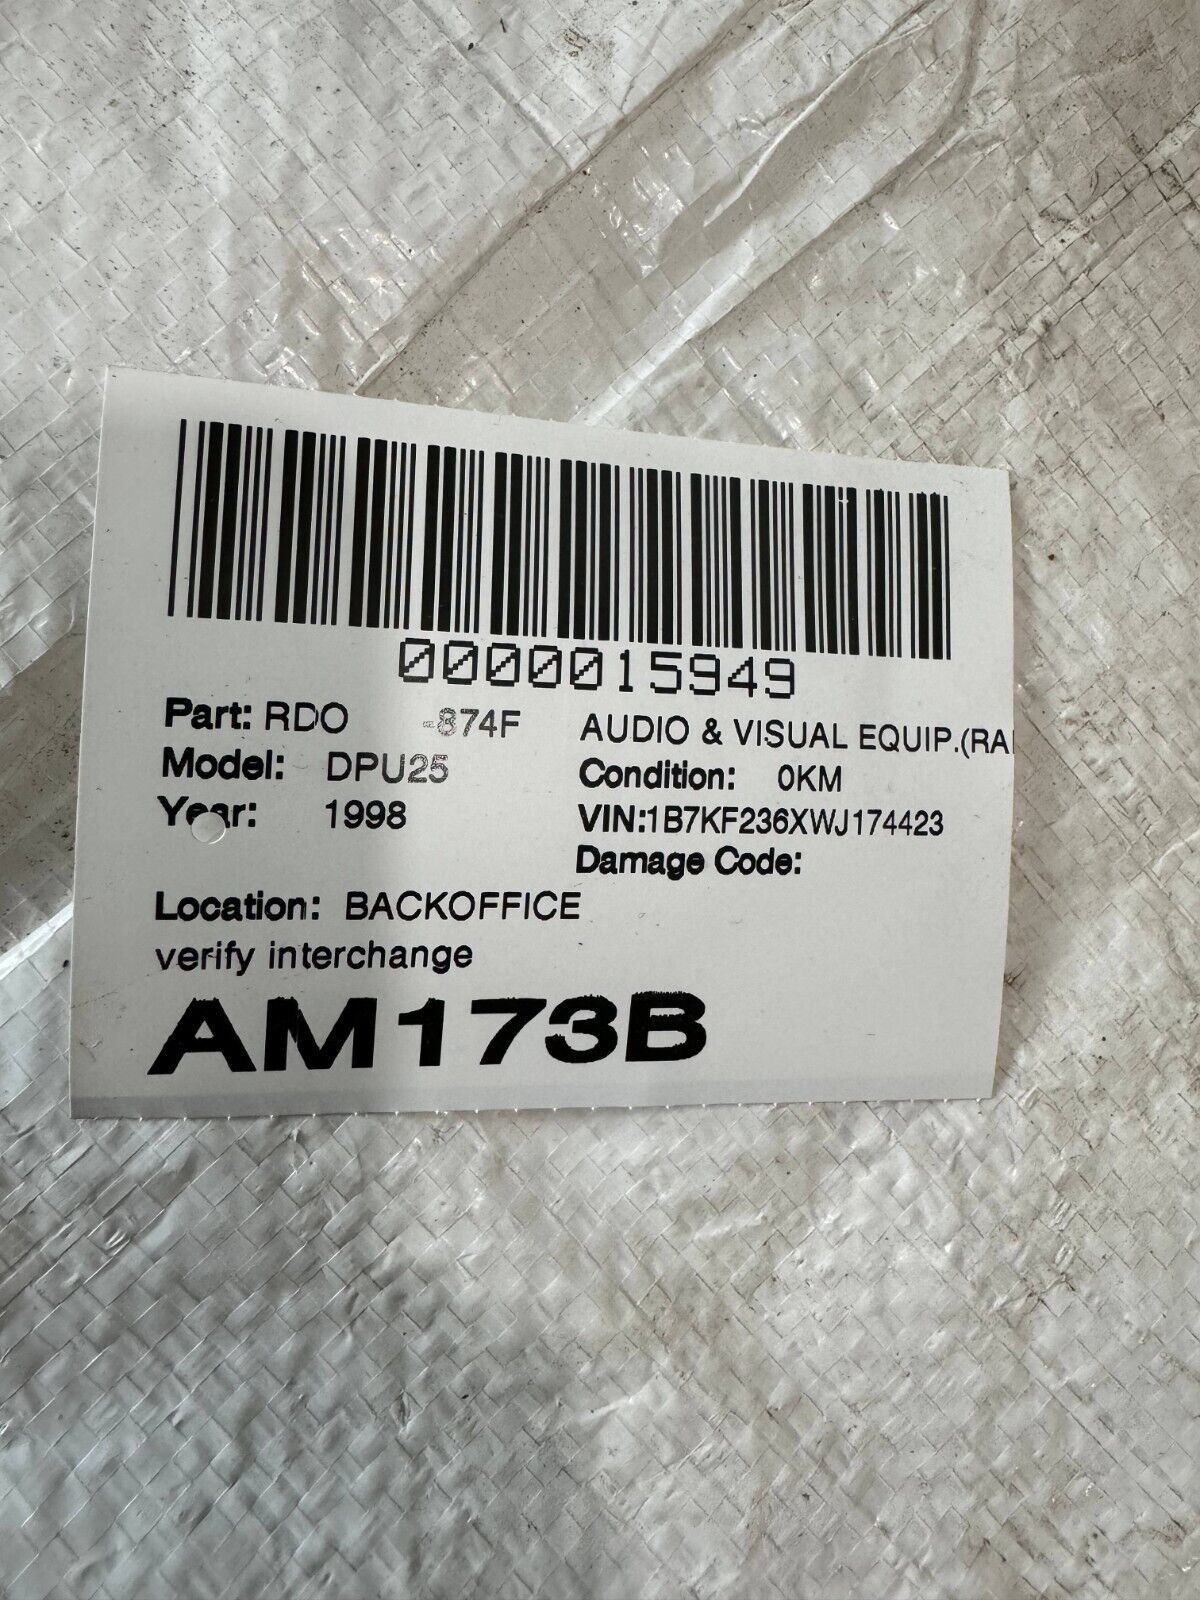 0000015949
Part: RDO -874F AUDIO & VISUAL EQUIP.(RA
Model: DPU25 Condition: 0KM
Year: 1998 VIN:1B7KF236XWJ174423
Damage Code:
Location: BACKOFFICE
verify interchange
AM173B